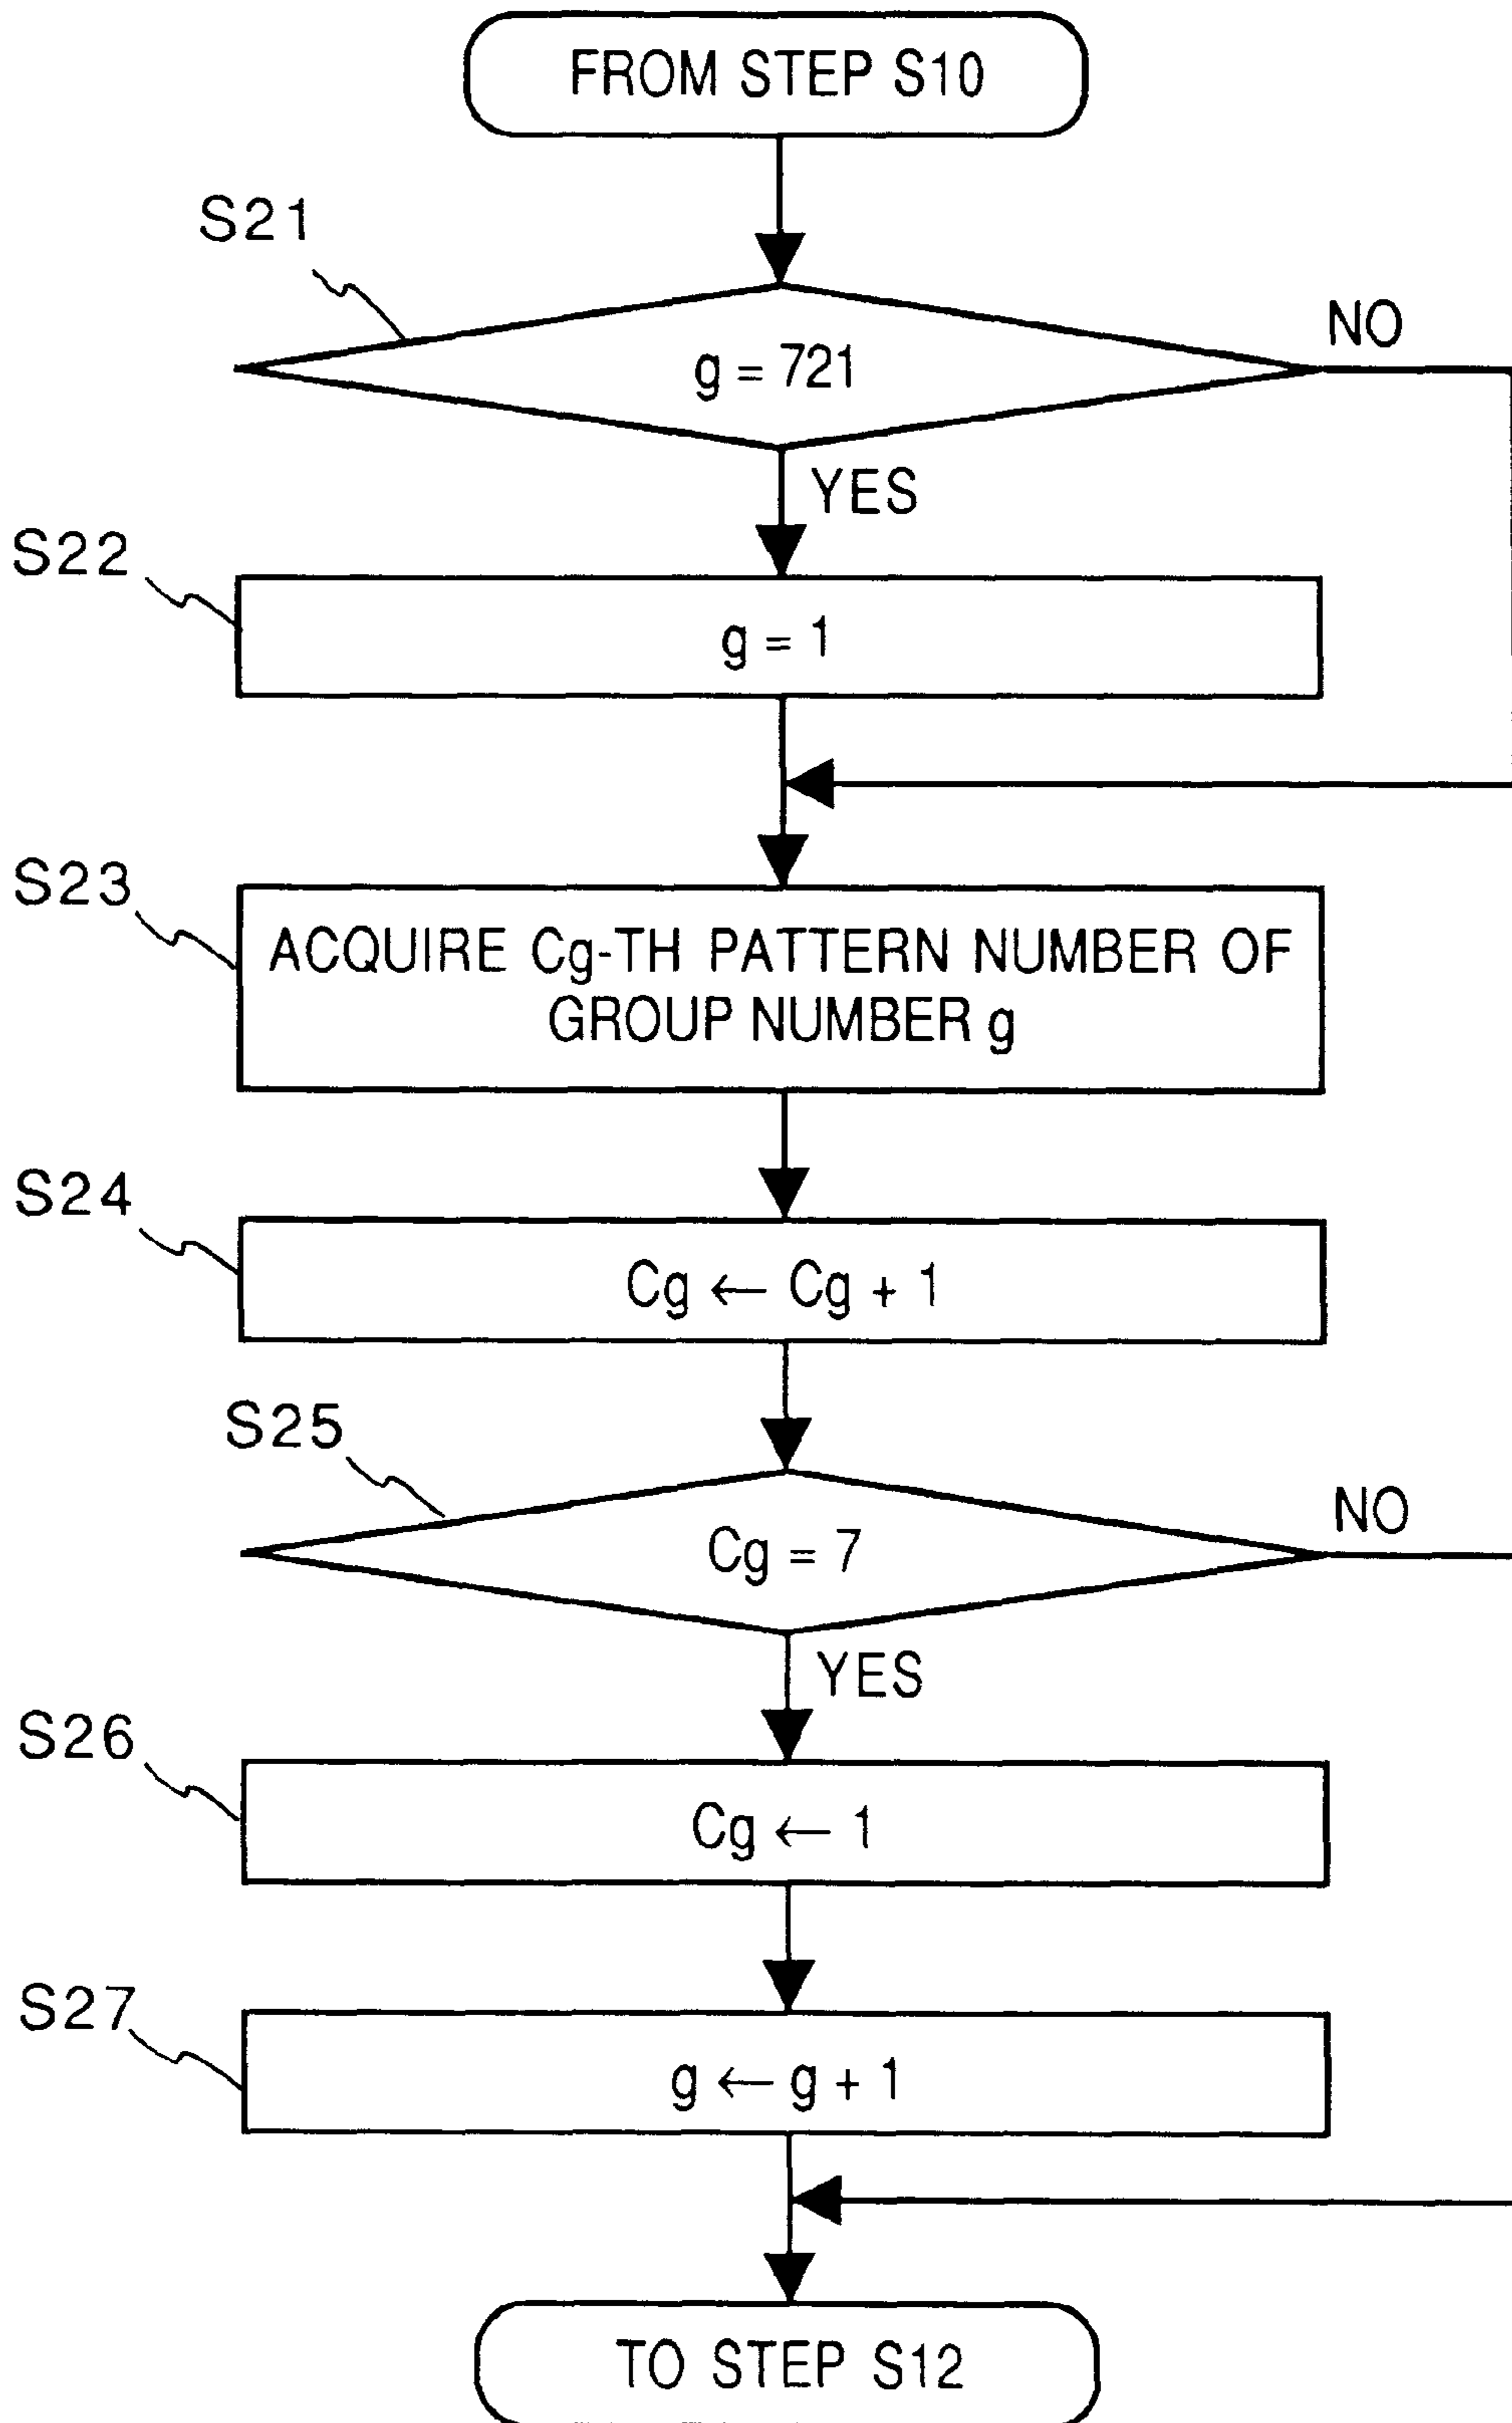 FROM STEP S10
S21
g = 721
NO
YES
S22
g = 1
S23
ACQUIRE Cg-TH PATTERN NUMBER OF
GROUP NUMBER g
S24
Cg ← Cg + 1
S25
Cg = 7
NO
YES
S26
Cg ← 1
S27
g ← g + 1
TO STEP S12